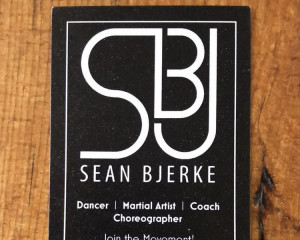 SBJ
SEAN BJERKE
Dancer | Martial Artist | Coach
Choreographer
Join the Movement!